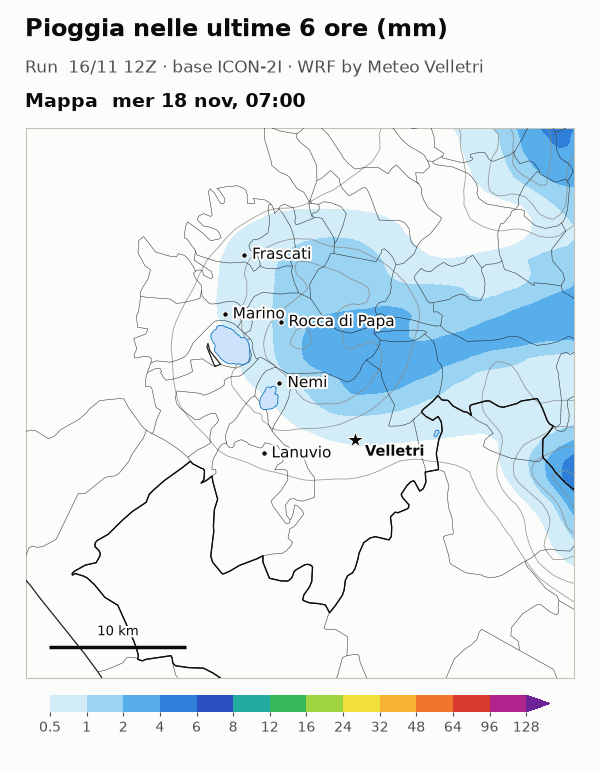 Pioggia nelle ultime 6 ore (mm)
Run  16/11 12Z · base ICON-2I · WRF by Meteo Velletri
Mappa  mer 18 nov, 07:00
Frascati
Marino
Rocca di Papa
Nemi
Velletri
Lanuvio
10 km
0.5 1 2 4 6 8 12 16 24 32 48 64 96 128